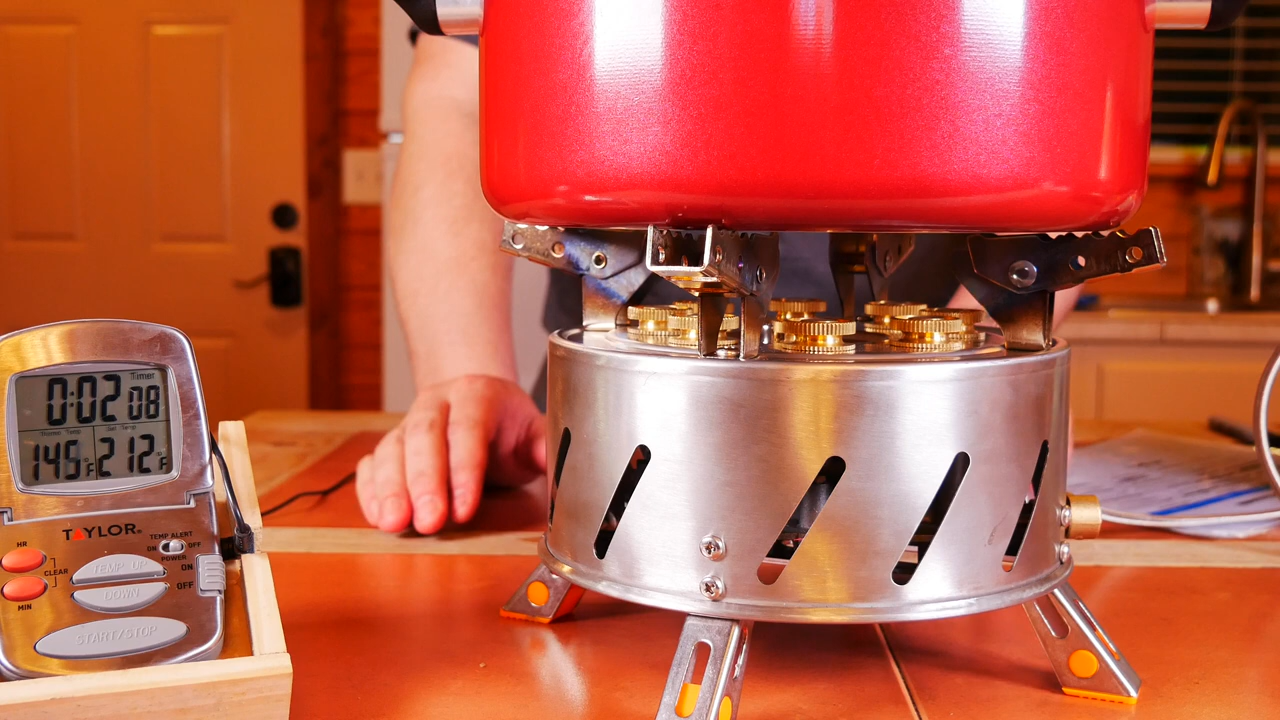 Timer
0:02 08
145°F 212°F
TAYLOR
TEMP ALERT
ON OFF
POWER
ON
OFF
HR
CLEAR
MIN
TEMP UP
DOWN
START/STOP